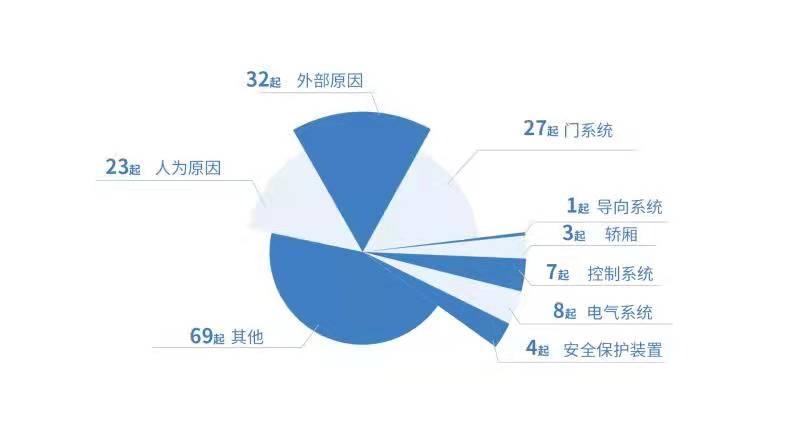 32起 外部原因
27起 门系统
23起 人为原因
1起 导向系统
3起 轿厢
7起 控制系统
8起 电气系统
69起 其他
4起 安全保护装置